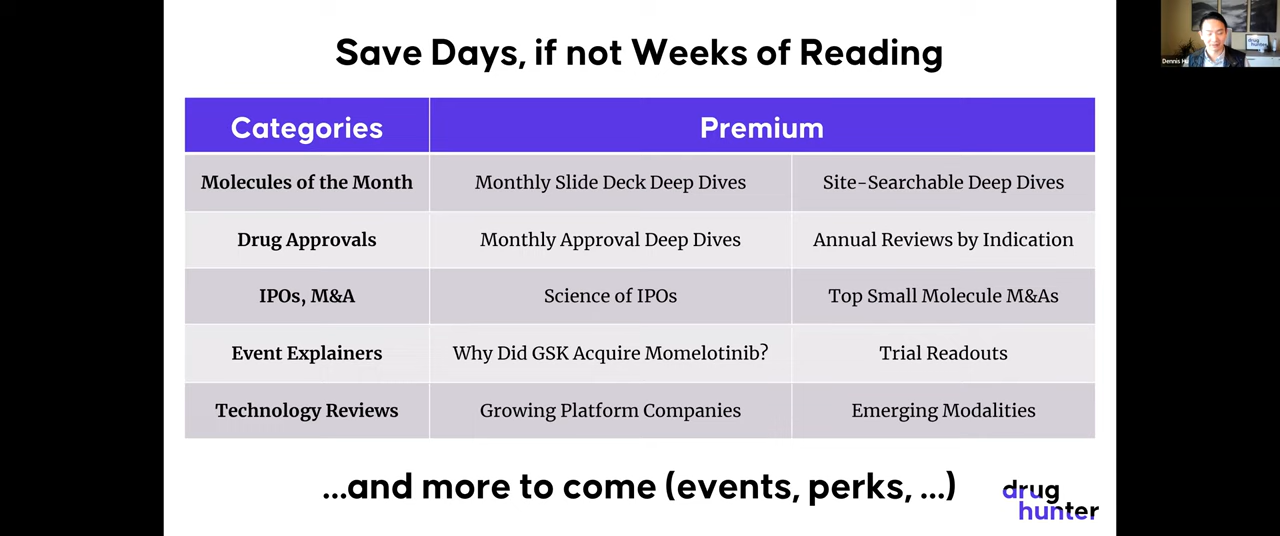 Save Days, if not Weeks of Reading
Categories Premium
Molecules of the Month Monthly Slide Deck Deep Dives Site-Searchable Deep Dives
Drug Approvals Monthly Approval Deep Dives Annual Reviews by Indication
IPOs, M&A Science of IPOs Top Small Molecule M&As
Event Explainers Why Did GSK Acquire Momelotinib? Trial Readouts
Technology Reviews Growing Platform Companies Emerging Modalities
...and more to come (events, perks, ...)
drug
hunter
drug
hunter
Dennis